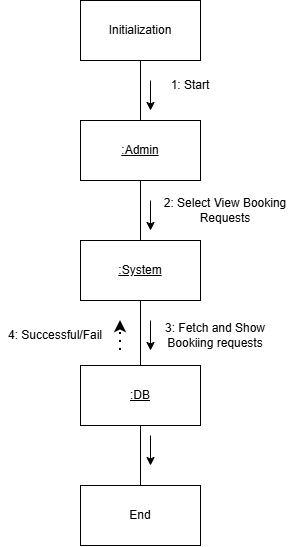 Initialization
1: Start
:Admin
2: Select View Booking
Requests
:System
4: Successful/Fail
3: Fetch and Show
Bookiing requests
:DB
End